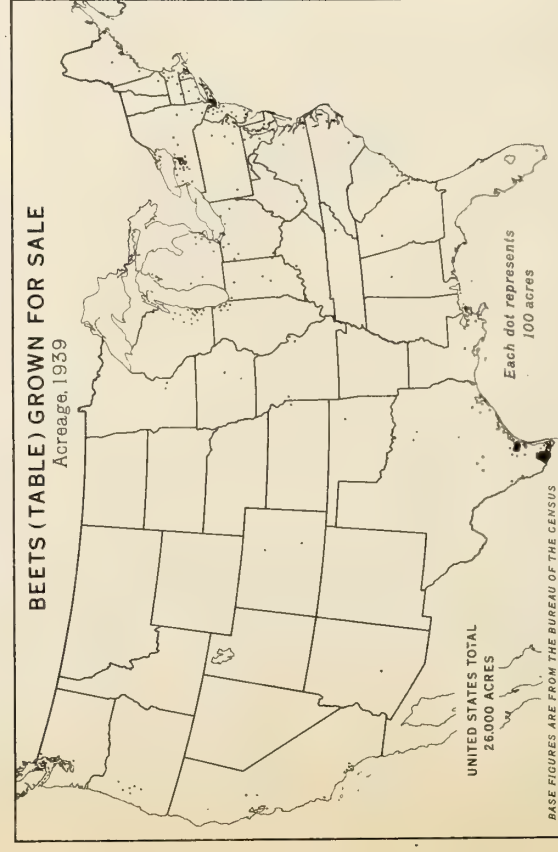 BEETS (TABLE) GROWN FOR SALE
Acreage, 1939
Each dot represents
100 acres
UNITED STATES TOTAL
26,000 ACRES
BASE FIGURES ARE FROM THE BUREAU OF THE CENSUS